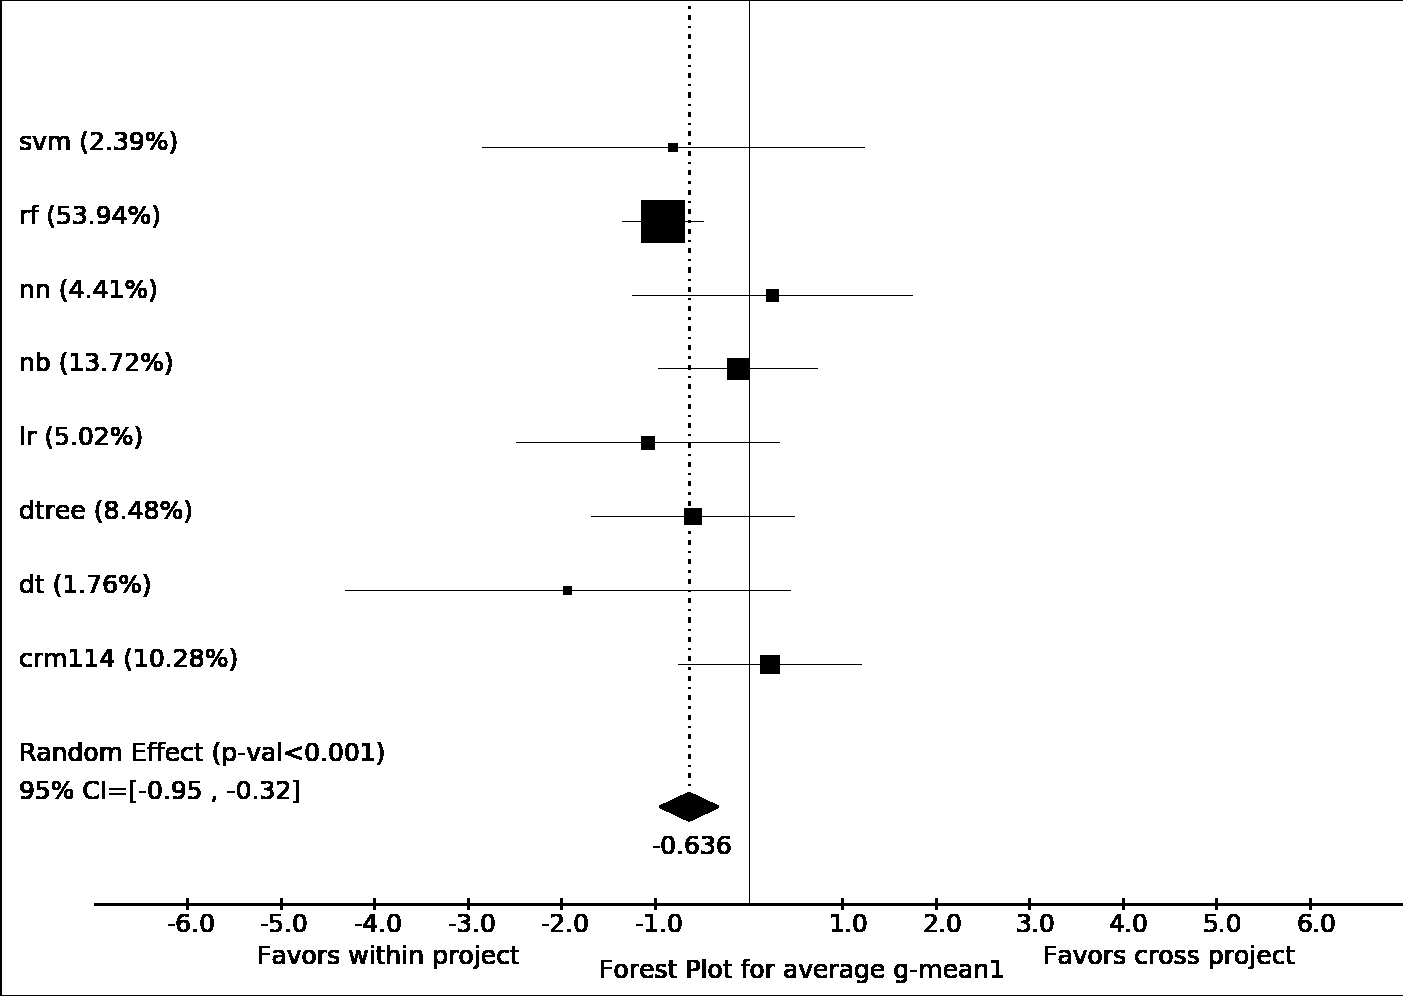 svm (2.39%)
rf (53.94%)
nn (4.41%)
nb (13.72%)
lr (5.02%)
dtree (8.48%)
dt (1.76%)
crm114 (10.28%)
Random Effect (p-val<0.001)
95% CI=[-0.95 , -0.32]
-0.636
-6.0 -5.0 -4.0 -3.0 -2.0 -1.0 1.0 2.0 3.0 4.0 5.0 6.0
Favors within project Favors cross project
Forest Plot for average g-mean1